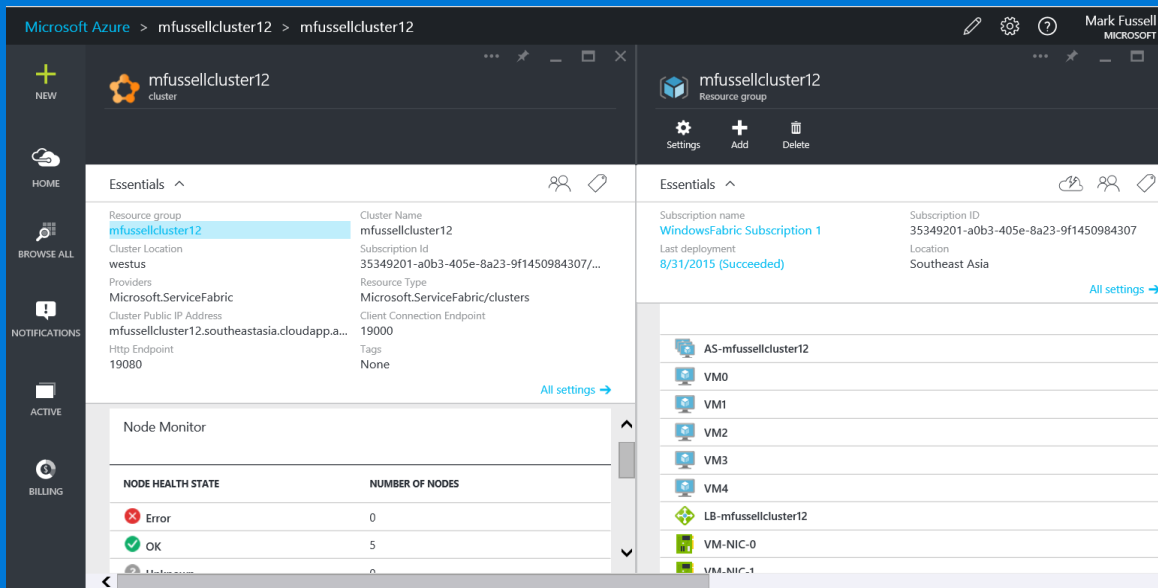 Microsoft Azure > mfussellcluster12 > mfussellcluster12
Mark Fussell
MICROSOFT
NEW
HOME
BROWSE ALL
NOTIFICATIONS
ACTIVE
BILLING
mfussellcluster12
cluster
Essentials
Resource group
mfussellcluster12
Cluster Name
mfussellcluster12
Cluster Location
westus
Subscription Id
35349201-a0b3-405e-8a23-9f1450984307/...
Providers
Microsoft.ServiceFabric
Resource Type
Microsoft.ServiceFabric/clusters
Cluster Public IP Address
mfussellcluster12.southeastasia.cloudapp.a...
Client Connection Endpoint
19000
Http Endpoint
19080
Tags
None
All settings
Node Monitor
NODE HEALTH STATE NUMBER OF NODES
Error 0
OK 5
Unknown 0
mfussellcluster12
Resource group
Settings Add Delete
Essentials
Subscription name
WindowsFabric Subscription 1
Subscription ID
35349201-a0b3-405e-8a23-9f1450984307
Last deployment
8/31/2015 (Succeeded)
Location
Southeast Asia
All settings
AS-mfussellcluster12
VM0
VM1
VM2
VM3
VM4
LB-mfussellcluster12
VM-NIC-0
VM-NIC-1